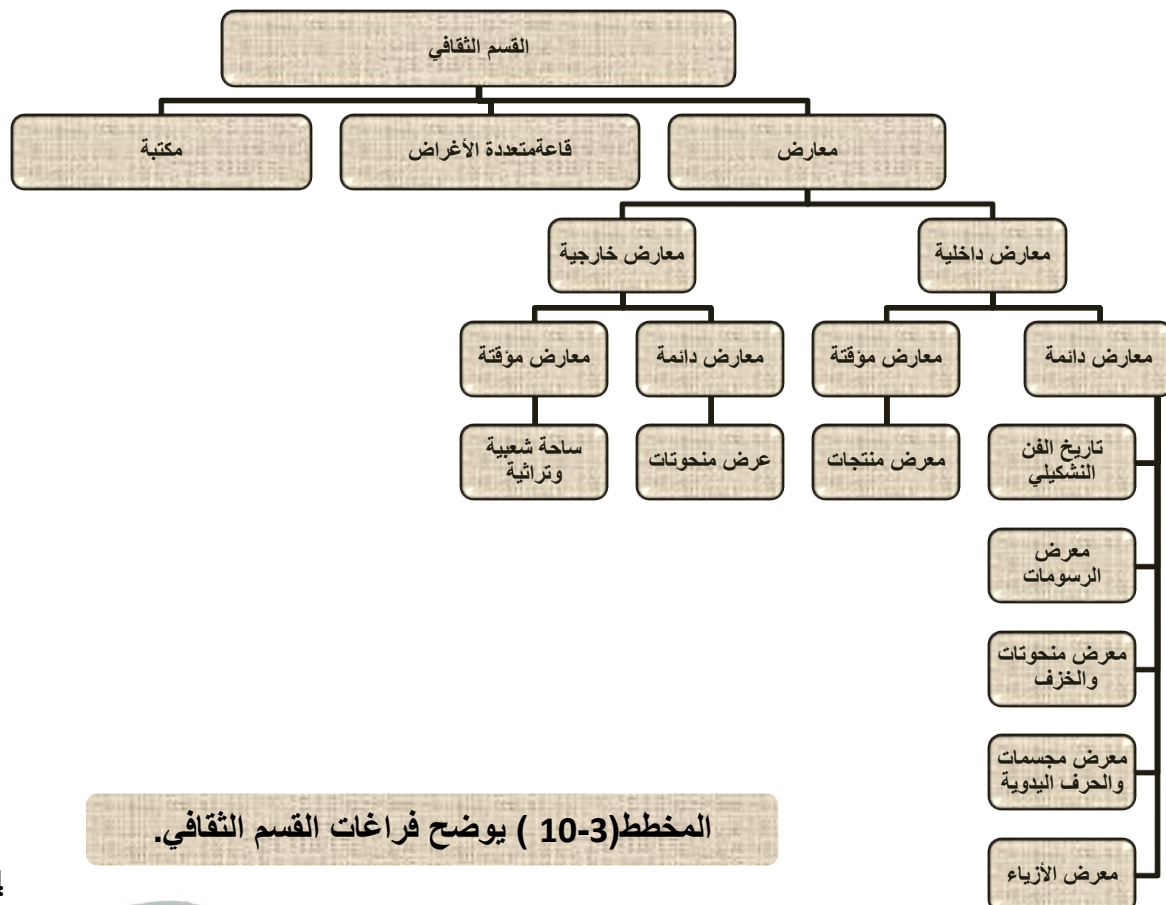 القسم الثقافي
معارض
قاعةمتعددة الأغراض
مكتبة
معارض داخلية
معارض خارجية
معارض دائمة
معارض مؤقتة
معارض دائمة
معارض مؤقتة
تاريخ الفن
التشكيلي
معرض منتجات
عرض منحوتات
ساحة شعبية
وتراثية
معرض
الرسومات
معرض منحوتات
والخزف
معرض مجسمات
والحرف اليدوية
معرض الأزياء
المخطط(3-10 ) يوضح فراغات القسم الثقافي.